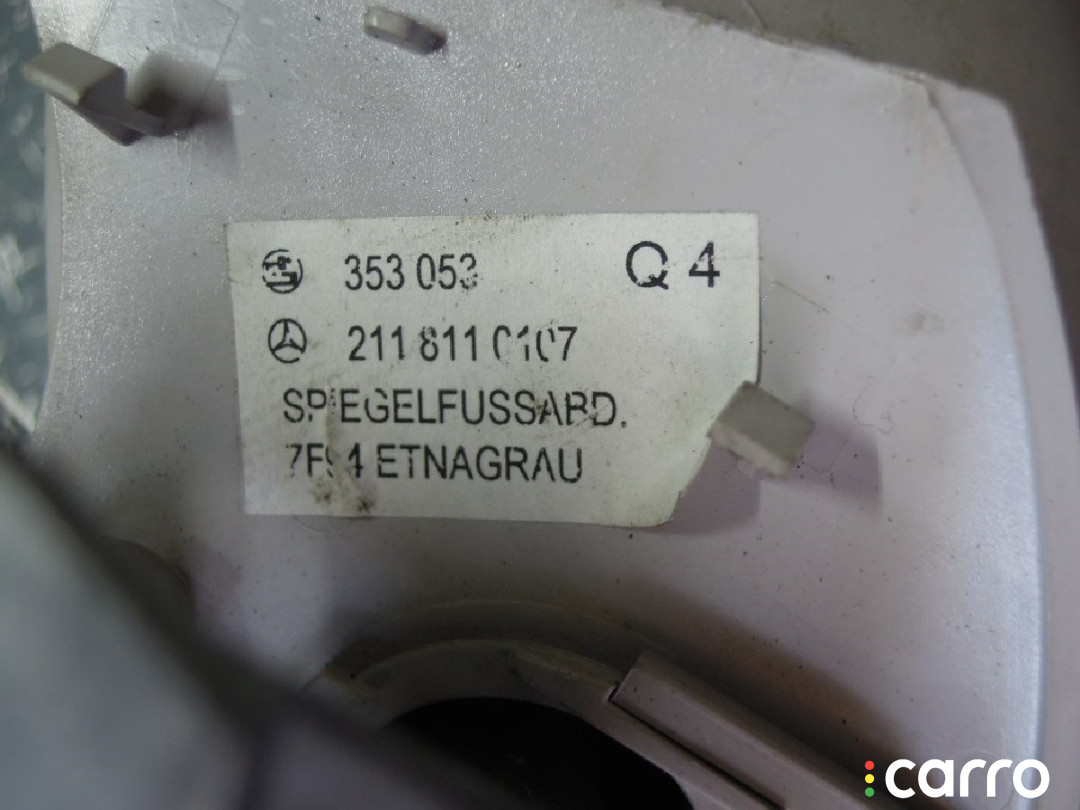 353 053 Q 4
211 811 0107
SPIEGELFUSSABD.
7F94 ETNAGRAU
carro